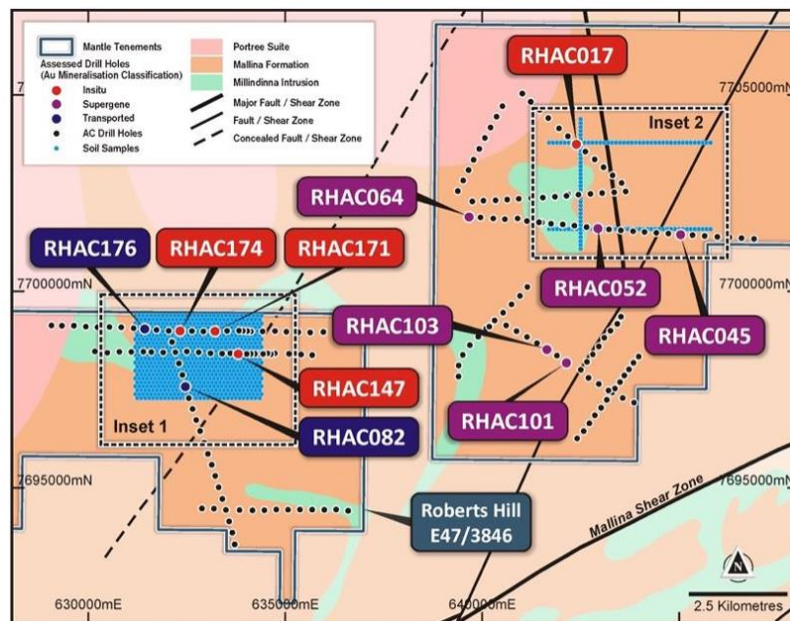 Mantle Tenements
Assessed Drill Holes
(Au Mineralisation Classification)
Insitu
Supergene
Transported
AC Drill Holes
Soil Samples
Portree Suite
Mallina Formation
Millindinna Intrusion
Major Fault / Shear Zone
Fault / Shear Zone
Concealed Fault / Shear Zone
RHAC017
7705000mN
Inset 2
RHAC064
RHAC176
RHAC174
RHAC171
7700000mN
RHAC052
RHAC103
RHAC045
RHAC147
RHAC101
Inset 1
RHAC082
7695000mN
7695000mN
Roberts Hill
E47/3846
Mallina Shear Zone
N
2.5 Kilometres
630000mE
635000mE
640000mE